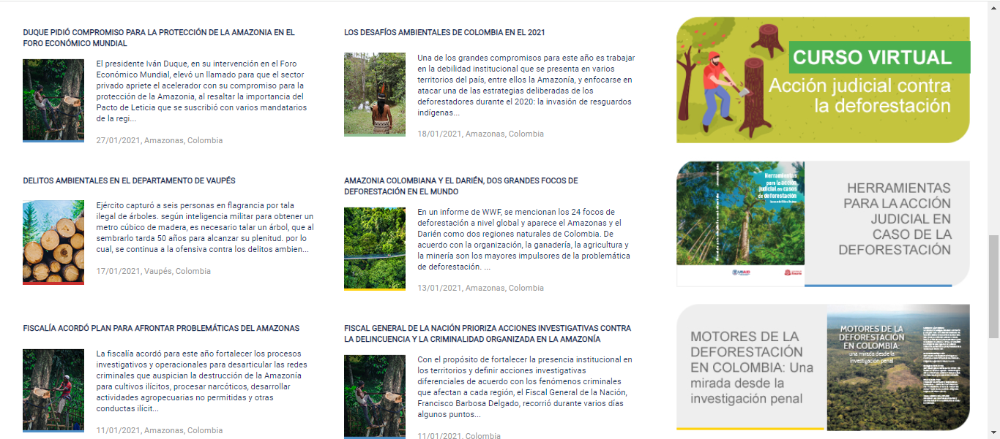 DUQUE PIDIÓ COMPROMISO PARA LA PROTECCIÓN DE LA AMAZONIA EN EL
FORO ECONÓMICO MUNDIAL
El presidente Iván Duque, en su intervención en el Foro
Económico Mundial, elevó un llamado para que el sector
privado apriete el acelerador con su compromiso para la
protección de la Amazonia, al resaltar la importancia del
Pacto de Leticia que se suscribió con varios mandatarios
de la regi...
27/01/2021, Amazonas, Colombia
LOS DESAFÍOS AMBIENTALES DE COLOMBIA EN EL 2021
Una de los grandes compromisos para este año es trabajar
en la debilidad institucional que se presenta en varios
territorios del país, entre ellos la Amazonía, y enfocarse en
atacar una de las estrategias deliberadas de los
deforestadores durante el 2020: la invasión de resguardos
indígenas...
18/01/2021, Amazonas, Colombia
DELITOS AMBIENTALES EN EL DEPARTAMENTO DE VAUPÉS
Ejército capturó a seis personas en flagrancia por tala
ilegal de árboles. según inteligencia militar para obtener un
metro cúbico de madera, es necesario talar un árbol, que al
sembrarlo tarda 50 años para alcanzar su plenitud. por lo
cual, se continua a la ofensiva contra los delitos ambien...
17/01/2021, Vaupés, Colombia
AMAZONIA COLOMBIANA Y EL DARIÉN, DOS GRANDES FOCOS DE
DEFORESTACIÓN EN EL MUNDO
En un informe de WWF, se mencionan los 24 focos de
deforestación a nivel global y aparece el Amazonas y el
Darién como dos regiones naturales de Colombia. De
acuerdo con la organización, la ganadería, la agricultura y
la minería son los mayores impulsores de la problemática
de deforestación. ...
13/01/2021, Amazonas, Colombia
FISCALÍA ACORDÓ PLAN PARA AFRONTAR PROBLEMÁTICAS DEL AMAZONAS
La fiscalía acordó para este año fortalecer los procesos
investigativos y operacionales para desarticular las redes
criminales que auspician la destrucción de la Amazonía
para cultivos ilícitos, procesar narcóticos, desarrollar
actividades agropecuarias no permitidas y otras
conductas ilícit...
11/01/2021, Amazonas, Colombia
FISCAL GENERAL DE LA NACIÓN PRIORIZA ACCIONES INVESTIGATIVAS CONTRA
LA DELINCUENCIA Y LA CRIMINALIDAD ORGANIZADA EN LA AMAZONÍA
Con el propósito de fortalecer la presencia institucional en
los territorios y definir acciones investigativas
diferenciales de acuerdo con los fenómenos criminales
que afectan a cada región, el Fiscal General de la Nación,
Francisco Barbosa Delgado, recorrió durante varios días
algunos puntos...
11/01/2021, Colombia
CURSO VIRTUAL
Acción judicial contra
la deforestación
Herramientas
para la acción
judicial en casos
de deforestación
USAID
HERRAMIENTAS
PARA LA ACCIÓN
JUDICIAL EN
CASO DE LA
DEFORESTACIÓN
MOTORES DE LA
DEFORESTACIÓN
EN COLOMBIA: Una
mirada desde la
investigación penal
MOTORES DE LA
DEFORESTACIÓN
EN COLOMBIA:
una mirada desde la
investigación penal